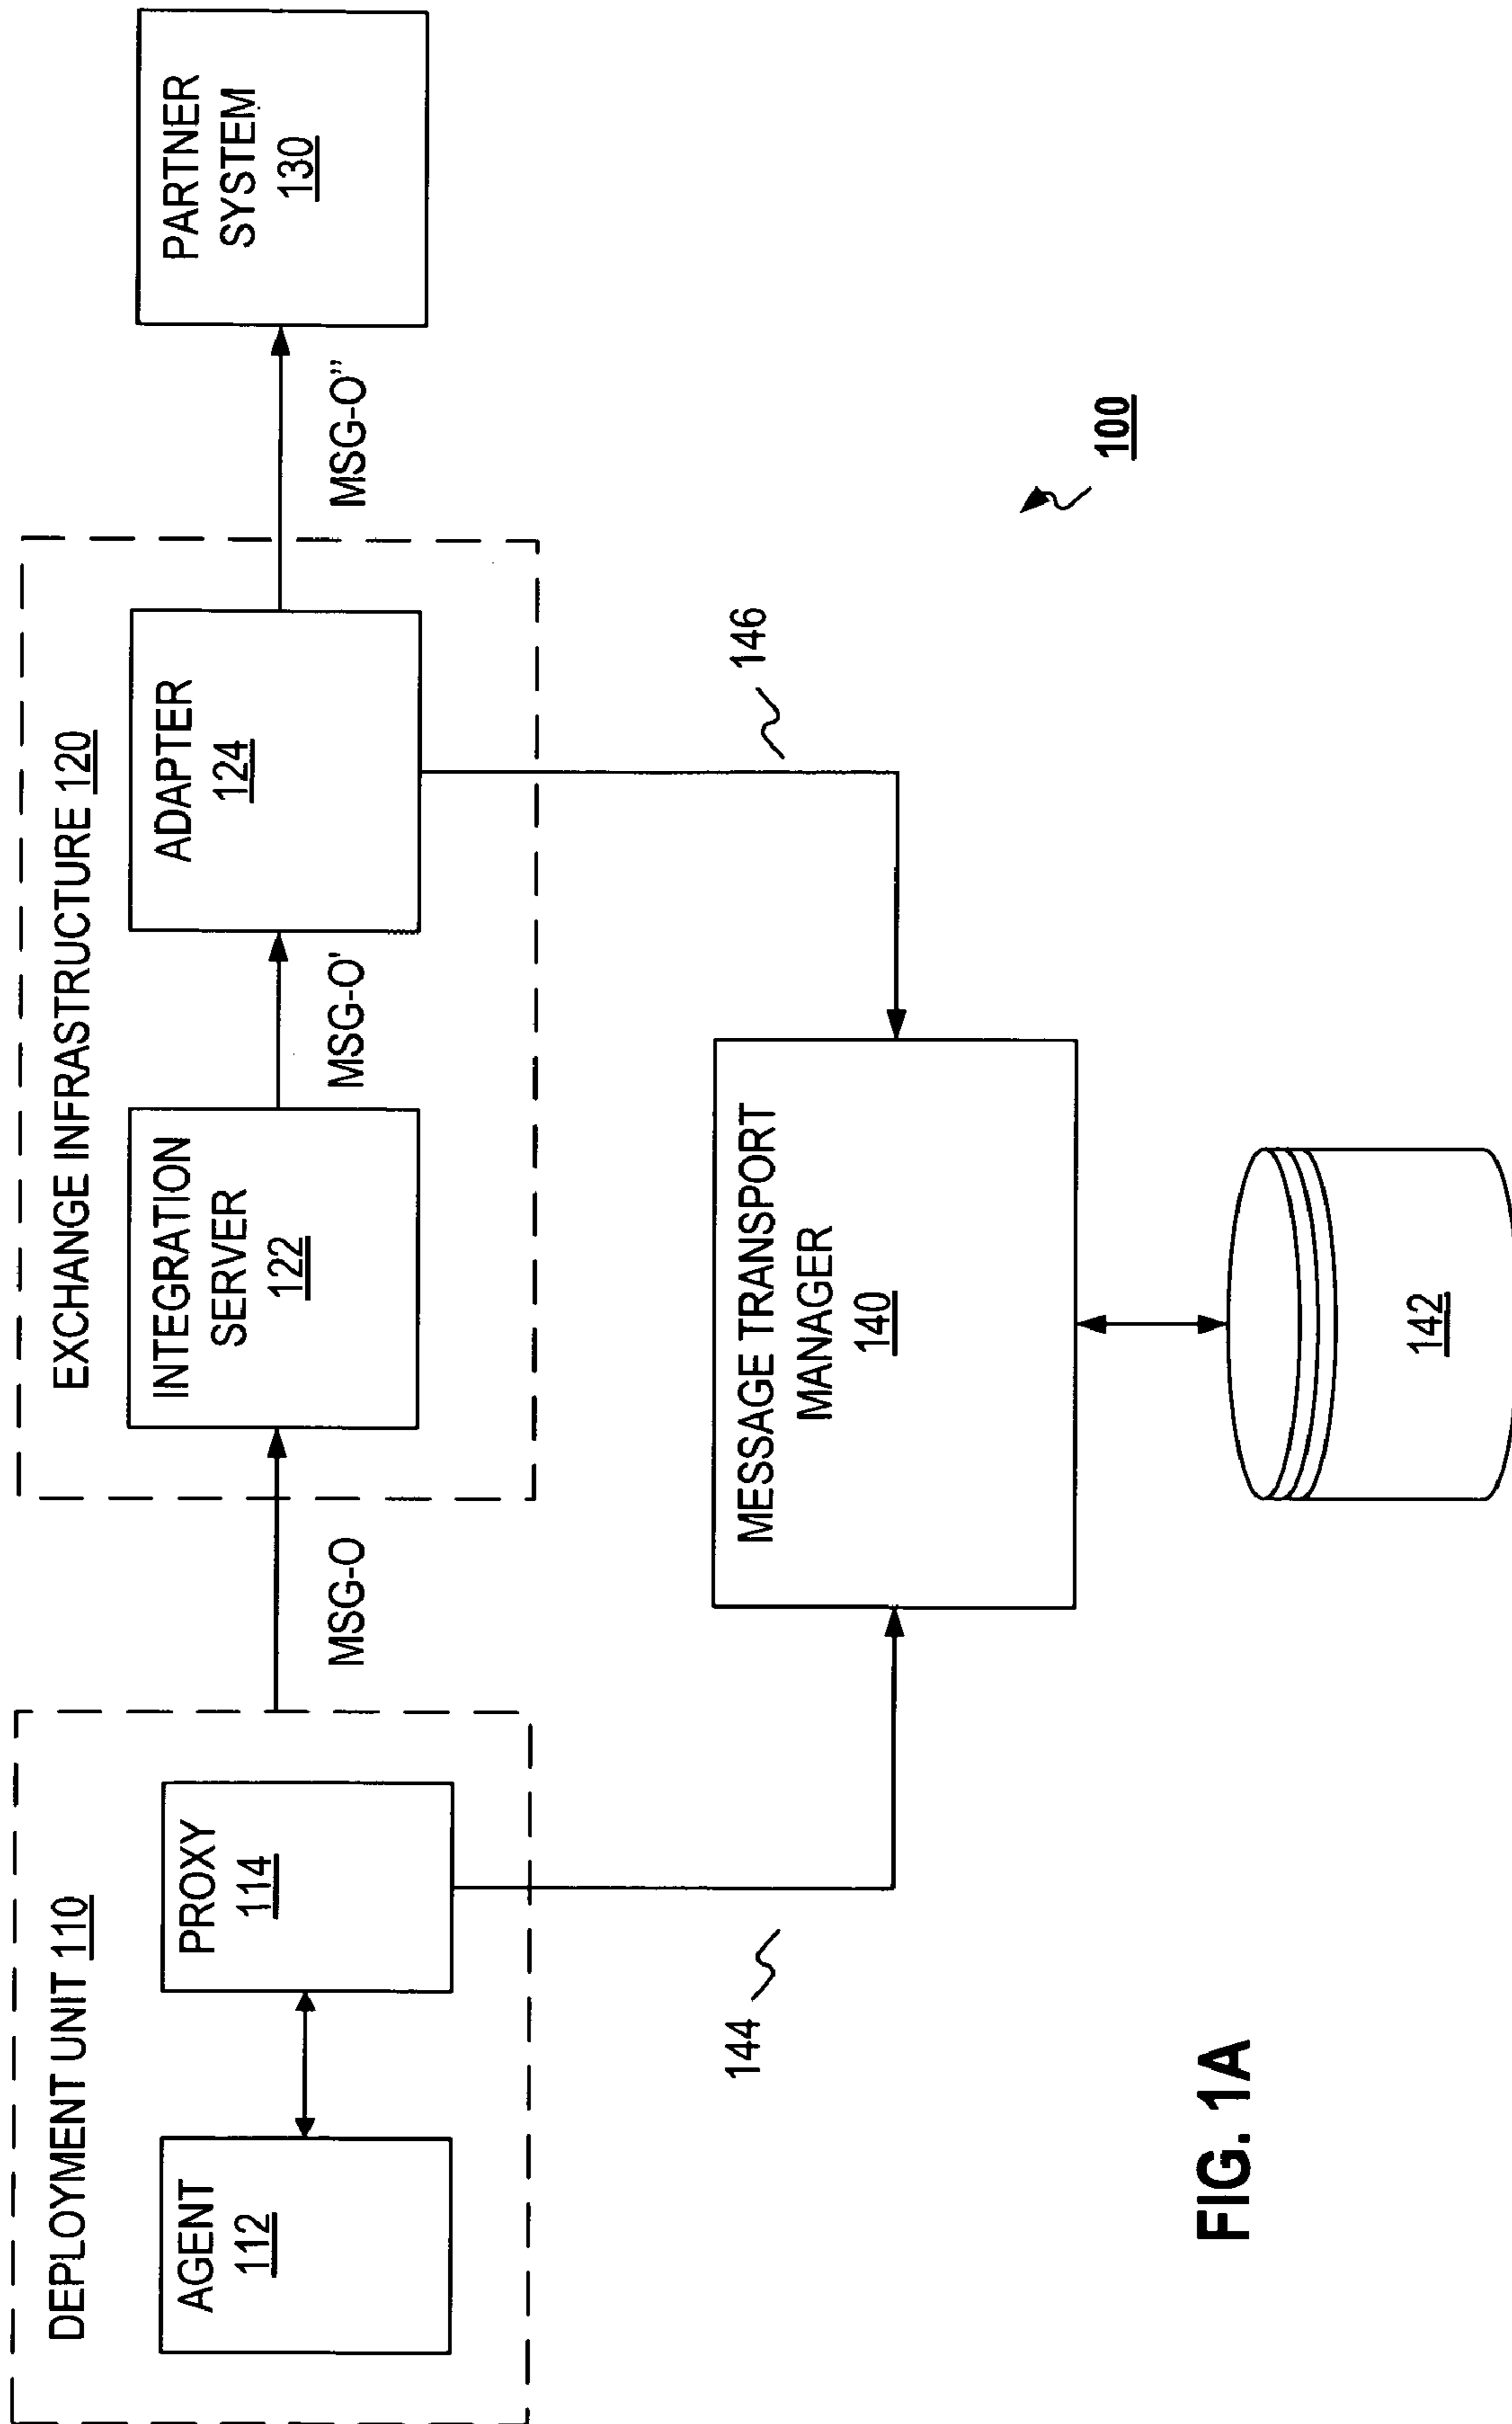 DEPLOYMENT UNIT 110
AGENT
112
PROXY
114
MSG-O
EXCHANGE INFRASTRUCTURE 120
INTEGRATION
SERVER
122
MSG-O'
ADAPTER
124
MSG-O''
PARTNER
SYSTEM
130
144
146
MESSAGE TRANSPORT
MANAGER
140
142
100
FIG. 1A